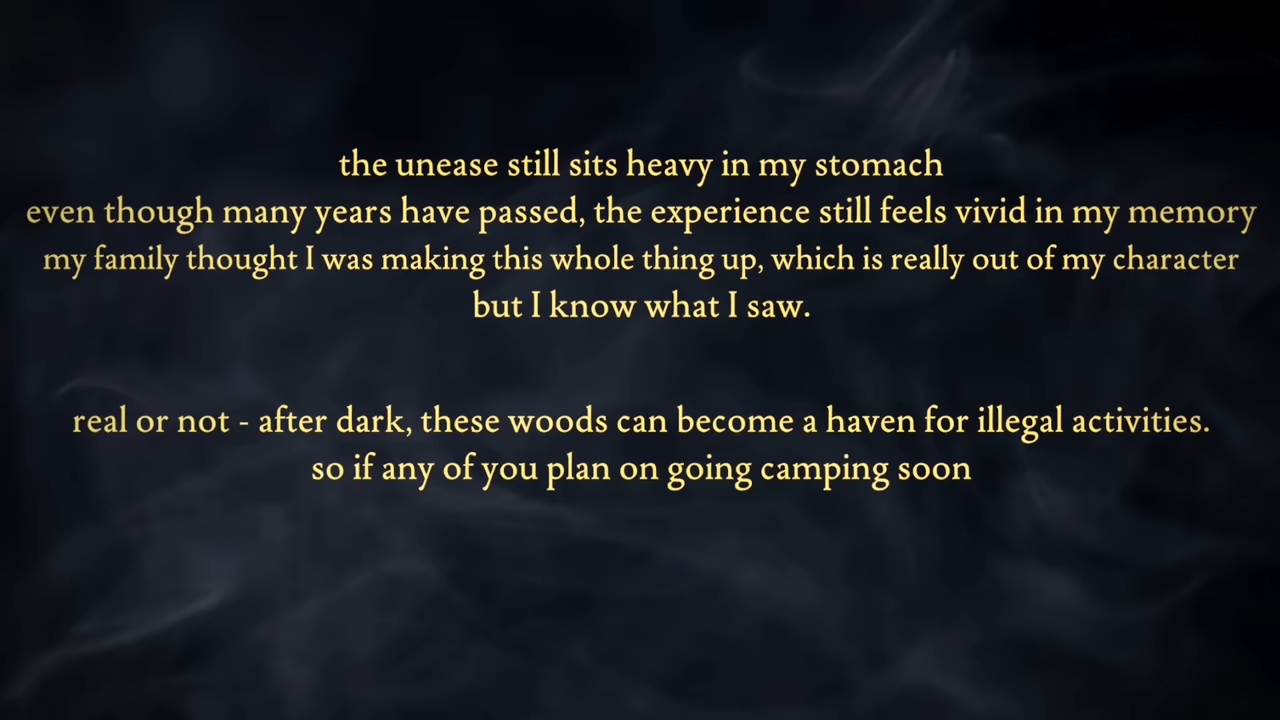 the unease still sits heavy in my stomach
even though many years have passed, the experience still feels vivid in my memory
my family thought I was making this whole thing up, which is really out of my character
but I know what I saw.
real or not - after dark, these woods can become a haven for illegal activities.
so if any of you plan on going camping soon